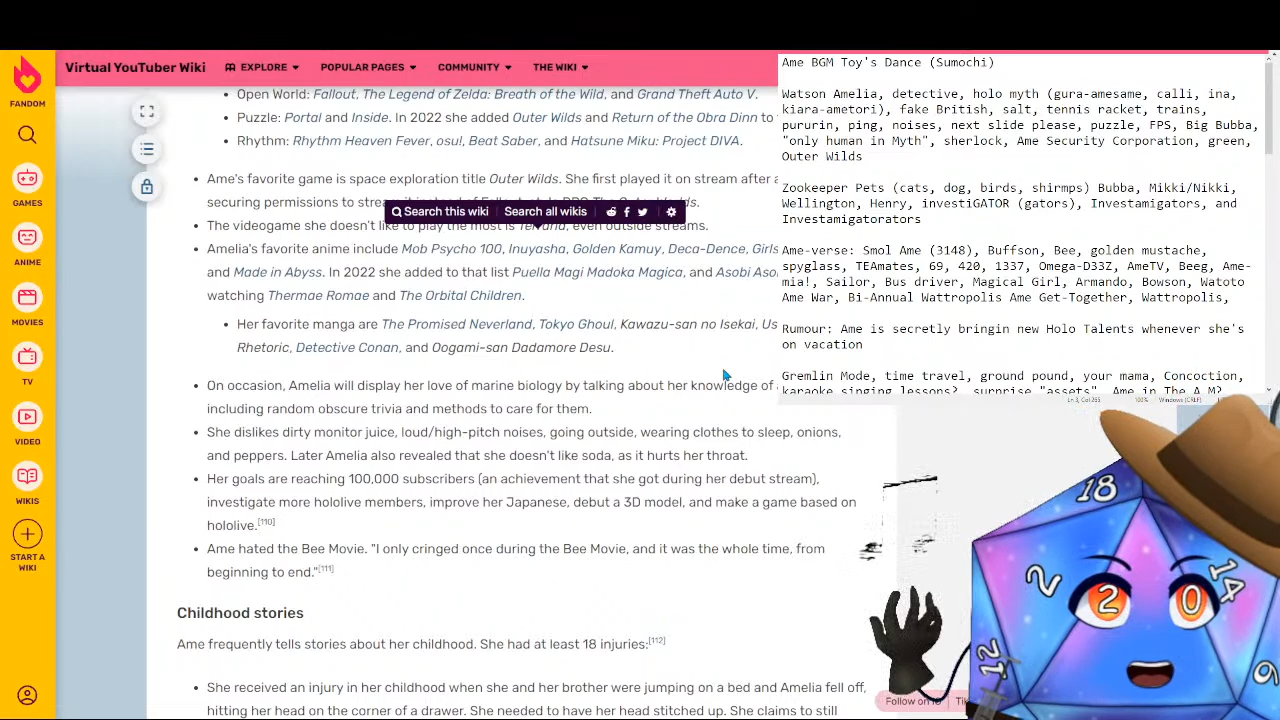 Virtual YouTuber Wiki
EXPLORE
POPULAR PAGES
COMMUNITY
THE WIKI
FANDOM
GAMES
ANIME
MOVIES
TV
VIDEO
WIKIS
START A
WIKI
Open World: Fallout, The Legend of Zelda: Breath of the Wild, and Grand Theft Auto V.
Puzzle: Portal and Inside. In 2022 she added Outer Wilds and Return of the Obra Dinn to
Rhythm: Rhythm Heaven Fever, osu!, Beat Saber, and Hatsune Miku: Project DIVA.
Ame's favorite game is space exploration title Outer Wilds. She first played it on stream after a
securing permissions to
Search this wiki
Search all wikis
The videogame she doesn't like to play the most is Terraria, even outside streams.
Amelia's favorite anime include Mob Psycho 100, Inuyasha, Golden Kamuy, Deca-Dence, Girls
and Made in Abyss. In 2022 she added to that list Puella Magi Madoka Magica, and Asobi Aso
watching Thermae Romae and The Orbital Children.
Her favorite manga are The Promised Neverland, Tokyo Ghoul, Kawazu-san no Isekai, Us
Rhetoric, Detective Conan, and Oogami-san Dadamore Desu.
On occasion, Amelia will display her love of marine biology by talking about her knowledge of a
including random obscure trivia and methods to care for them.
She dislikes dirty monitor juice, loud/high-pitch noises, going outside, wearing clothes to sleep, onions,
and peppers. Later Amelia also revealed that she doesn't like soda, as it hurts her throat.
Her goals are reaching 100,000 subscribers (an achievement that she got during her debut stream),
investigate more hololive members, improve her Japanese, debut a 3D model, and make a game based on
hololive.[110]
Ame hated the Bee Movie. "I only cringed once during the Bee Movie, and it was the whole time, from
beginning to end."[111]
Childhood stories
Ame frequently tells stories about her childhood. She had at least 18 injuries:[112]
She received an injury in her childhood when she and her brother were jumping on a bed and Amelia fell off,
hitting her head on the corner of a drawer. She needed to have her head stitched up. She claims to still
Ame BGM Toy's Dance (Sumochi)
Watson Amelia, detective, holo myth (gura-amesame, calli, ina,
kiara-ametori), fake British, salt, tennis racket, trains,
pururin, ping, noises, next slide please, puzzle, FPS, Big Bubba,
"only human in Myth", sherlock, Ame Security Corporation, green,
Outer Wilds
Zookeeper Pets (cats, dog, birds, shirmps) Bubba, Mikki/Nikki,
Wellington, Henry, investiGATOR (gators), Investamigators, and
Investamigatorators
Ame-verse: Smol Ame (3148), Buffson, Bee, golden mustache,
spyglass, TEAmates, 69, 420, 1337, Omega-D33Z, AmeTV, Beeg, Ame-
mia!, Sailor, Bus driver, Magical Girl, Armando, Bowson, Watoto
Ame War, Bi-Annual Wattropolis Ame Get-Together, Wattropolis,
Rumour: Ame is secretly bringin new Holo Talents whenever she's
on vacation
Gremlin Mode, time travel, ground pound, your mama, Concoction,
karaoke singing lessons?, surprise "assets", Ame in The A.M?
Ln 3, Col 265
100%
Windows (CRLF)
Follow on IG
18
2
2
0
14
12
6